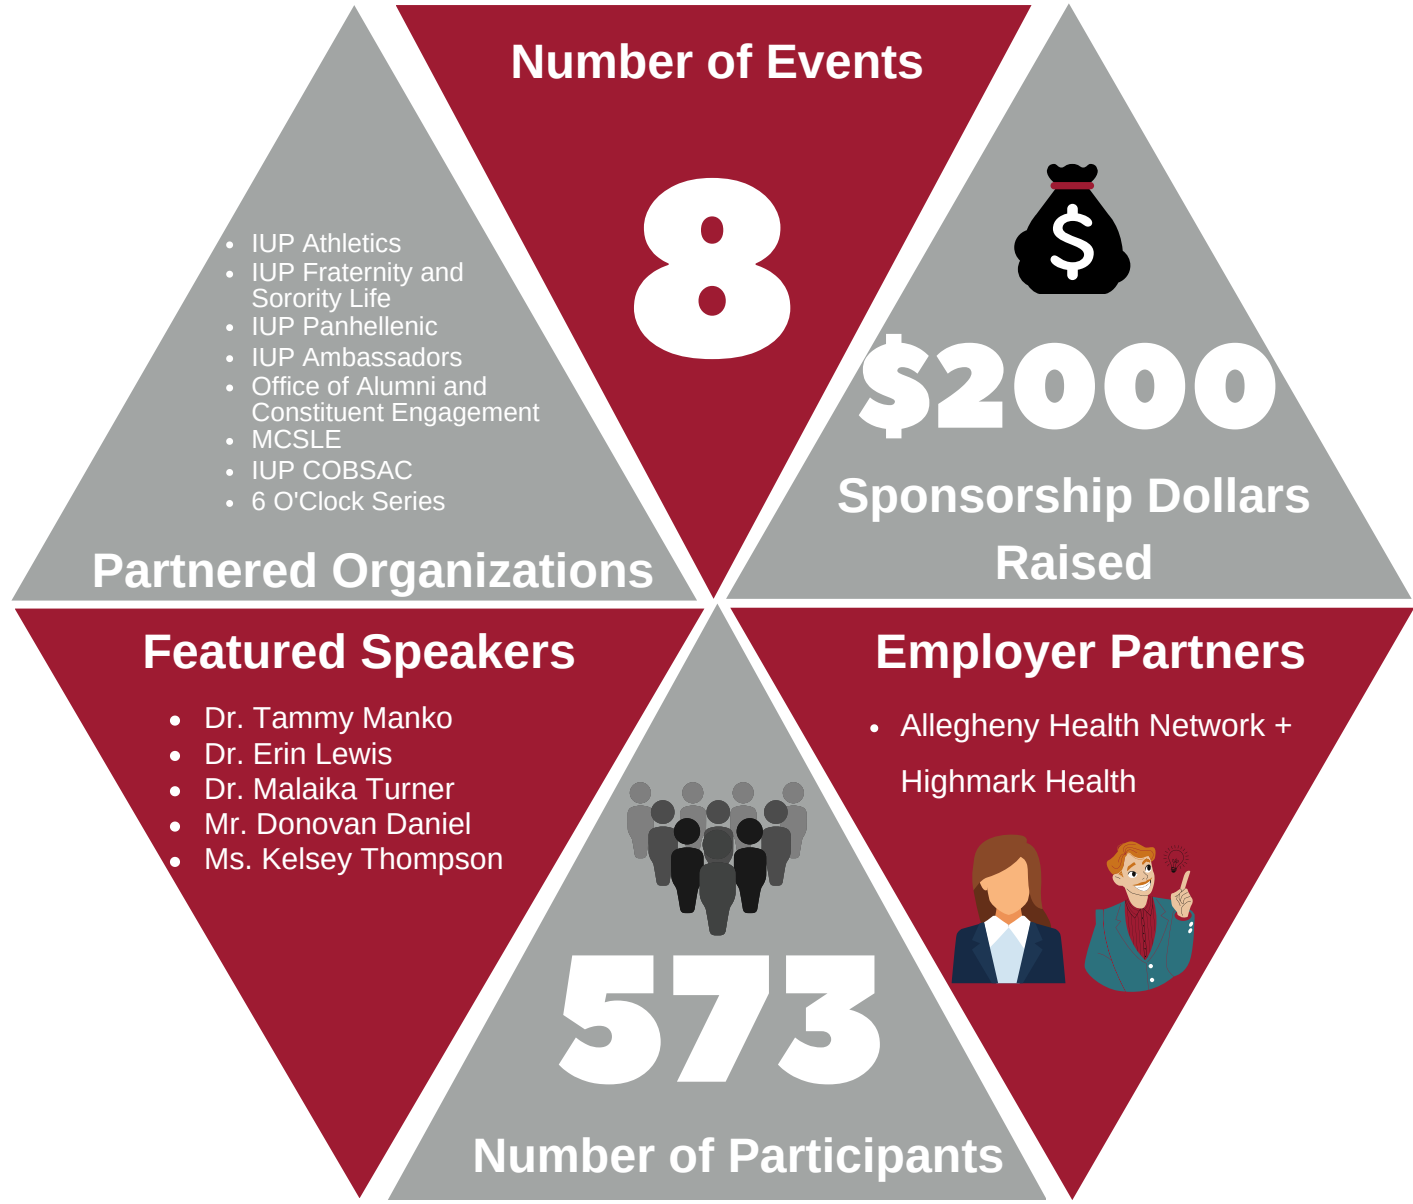 Number of Events
8
• IUP Athletics
• IUP Fraternity and
Sorority Life
• IUP Panhellenic
• IUP Ambassadors
• Office of Alumni and
Constituent Engagement
• MCSLE
• IUP COBSAC
• 6 O'Clock Series
Partnered Organizations
$
$2000
Sponsorship Dollars
Raised
Featured Speakers
• Dr. Tammy Manko
• Dr. Erin Lewis
• Dr. Malaika Turner
• Mr. Donovan Daniel
• Ms. Kelsey Thompson
573
Number of Participants
Employer Partners
• Allegheny Health Network +
Highmark Health